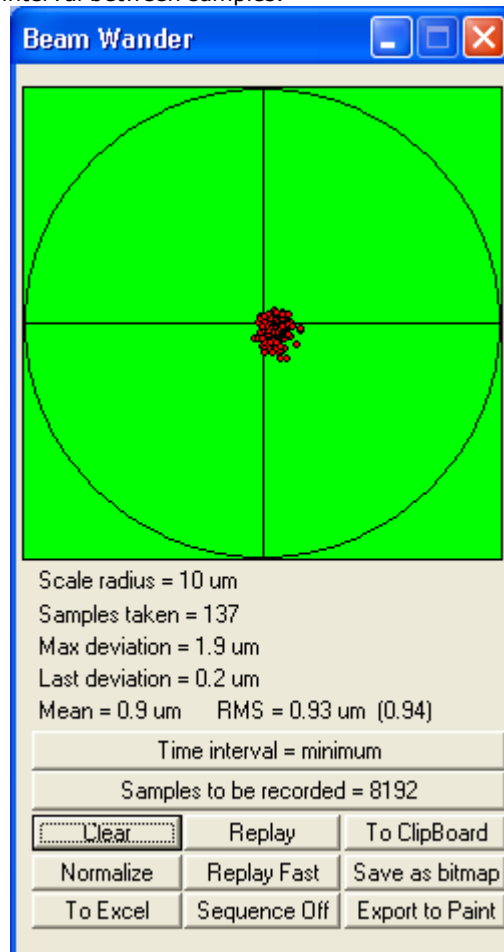 interval between samples.
Beam Wander
Scale radius = 10 um
Samples taken = 137
Max deviation = 1.9 um
Last deviation = 0.2 um
Mean = 0.9 um RMS = 0.93 um (0.94)
Time interval = minimum
Samples to be recorded = 8192
Clear Replay To ClipBoard
Normalize Replay Fast Save as bitmap
To Excel Sequence Off Export to Paint